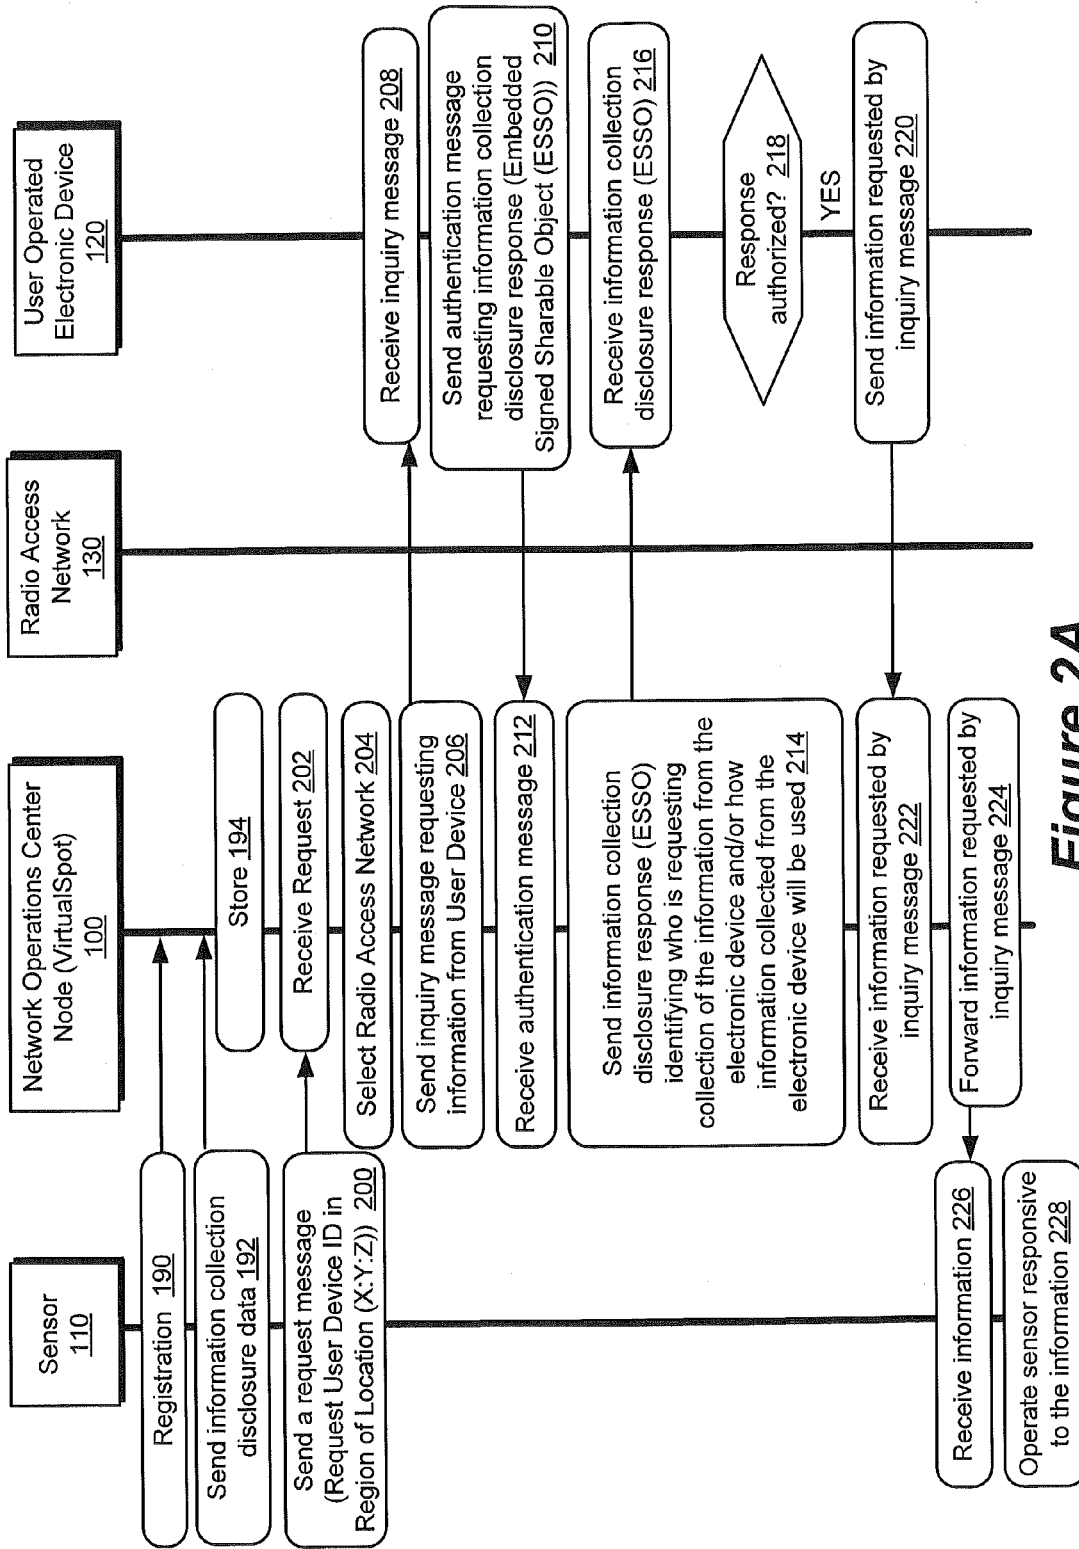 Sensor
110
Network Operations Center
Node (VirtualSpot)
100
Radio Access
Network
130
User Operated
Electronic Device
120
Registration 190
Send information collection
disclosure data 192
Store 194
Send a request message
(Request User Device ID in
Region of Location (X:Y:Z)) 200
Receive Request 202
Select Radio Access Network 204
Send inquiry message requesting
information from User Device 206
Receive inquiry message 208
Send authentication message
requesting information collection
disclosure response (Embedded
Signed Sharable Object (ESSO)) 210
Receive authentication message 212
Send information collection
disclosure response (ESSO)
identifying who is requesting
collection of the information from the
electronic device and/or how
information collected from the
electronic device will be used 214
Receive information collection
disclosure response (ESSO) 216
Response
authorized? 218
YES
Send information requested by
inquiry message 220
Receive information requested by
inquiry message 222
Forward information requested by
inquiry message 224
Receive information 226
Operate sensor responsive
to the information 228
Figure 2A